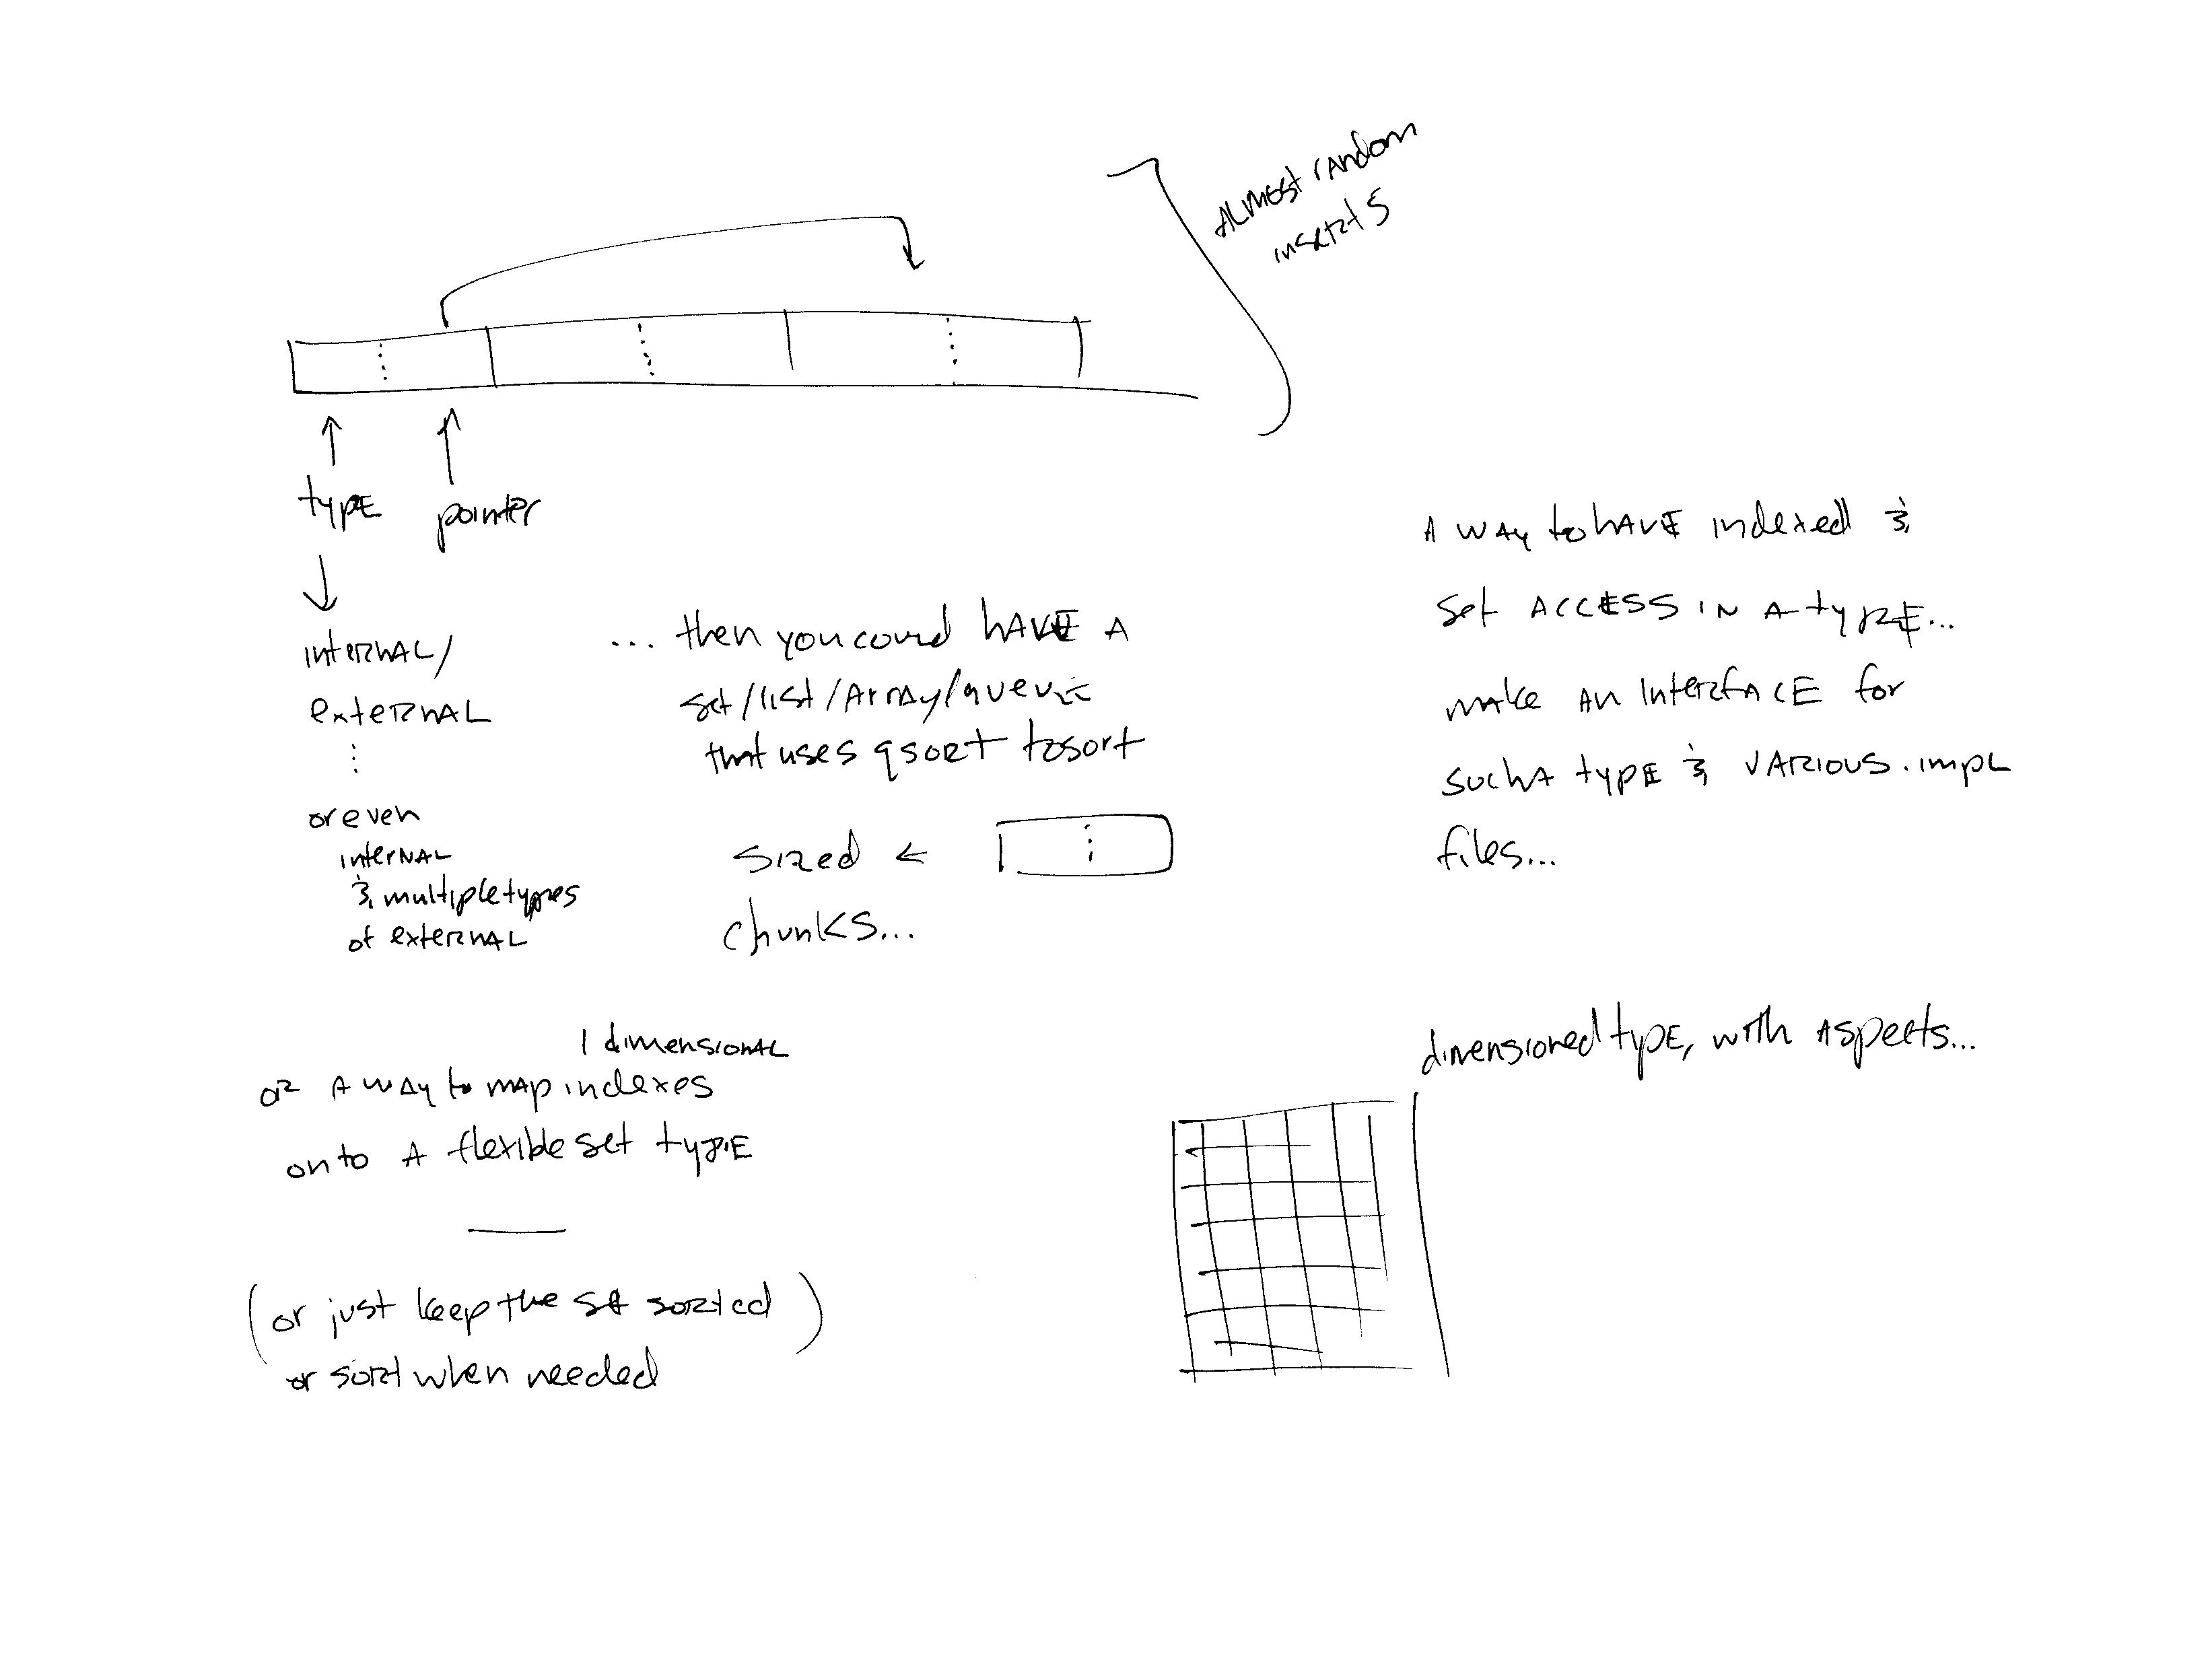 Almost random
inserts
type
pointer
internal/
external
or even
internal
& multiple types
of external
... then you could have a
set/list/array/queue
that uses qsort to sort
sized ←
chunks...
A way to have indexed &
set access in a type...
make an interface for
such a type & various .impl
files...
1 dimensional
or a way to map indexes
onto a flexible set type
(or just keep the set sorted)
or sort when needed
dimensioned type, with aspects...